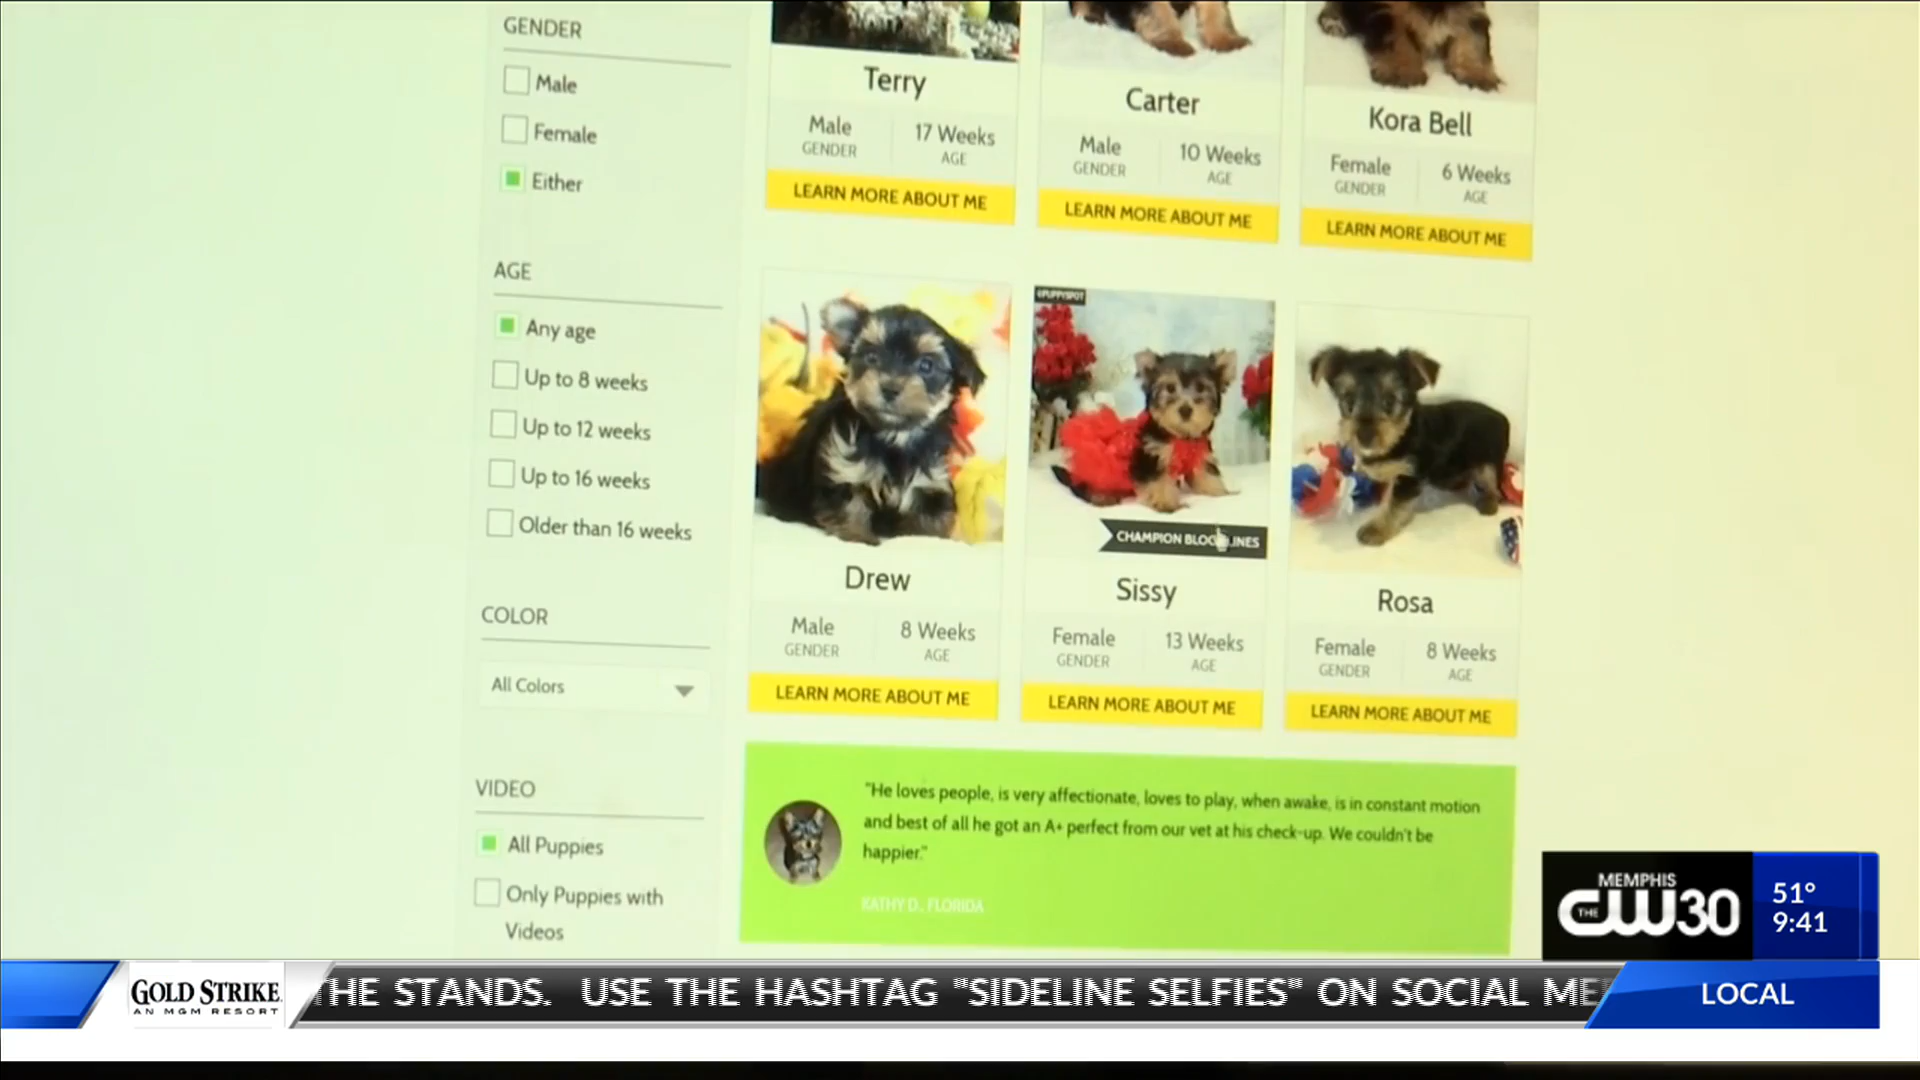 GENDER
Male
Female
Either
AGE
Any age
Up to 8 weeks
Up to 12 weeks
Up to 16 weeks
Older than 16 weeks
COLOR
All Colors
VIDEO
All Puppies
Only Puppies with
Videos
Terry
Male 17 Weeks
GENDER AGE
LEARN MORE ABOUT ME
Carter
Male 10 Weeks
GENDER AGE
LEARN MORE ABOUT ME
Kora Bell
Female 6 Weeks
GENDER AGE
LEARN MORE ABOUT ME
Drew
Male 8 Weeks
GENDER AGE
LEARN MORE ABOUT ME
@PUPPYSPOT
CHAMPION BLOODLINES
Sissy
Female 13 Weeks
GENDER AGE
LEARN MORE ABOUT ME
Rosa
Female 8 Weeks
GENDER AGE
LEARN MORE ABOUT ME
"He loves people, is very affectionate, loves to play, when awake, is in constant motion
and best of all he got an A+ perfect from our vet at his check-up. We couldn't be
happier."
KATHY D., FLORIDA
MEMPHIS
THE CW30
51°
9:41
GOLD STRIKE
AN MGM RESORT
THE STANDS. USE THE HASHTAG "SIDELINE SELFIES" ON SOCIAL ME
LOCAL